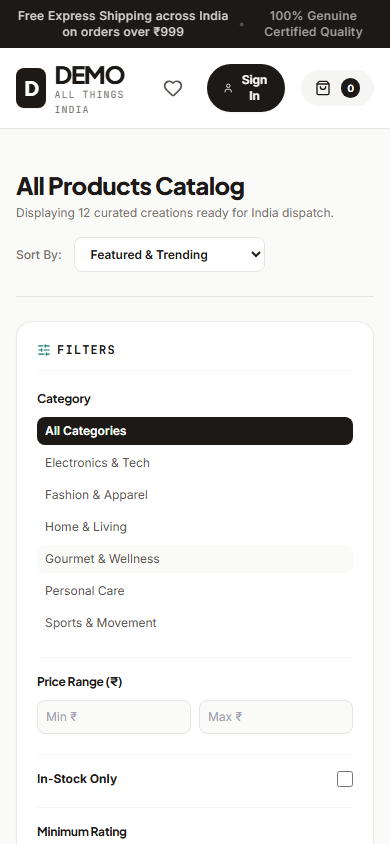 Free Express Shipping across India
on orders over ₹999
•
100% Genuine
Certified Quality
D
DEMO
ALL THINGS
INDIA
Sign
In
0
All Products Catalog
Displaying 12 curated creations ready for India dispatch.
Sort By:
Featured & Trending
FILTERS
Category
All Categories
Electronics & Tech
Fashion & Apparel
Home & Living
Gourmet & Wellness
Personal Care
Sports & Movement
Price Range (₹)
Min ₹
Max ₹
In-Stock Only
Minimum Rating